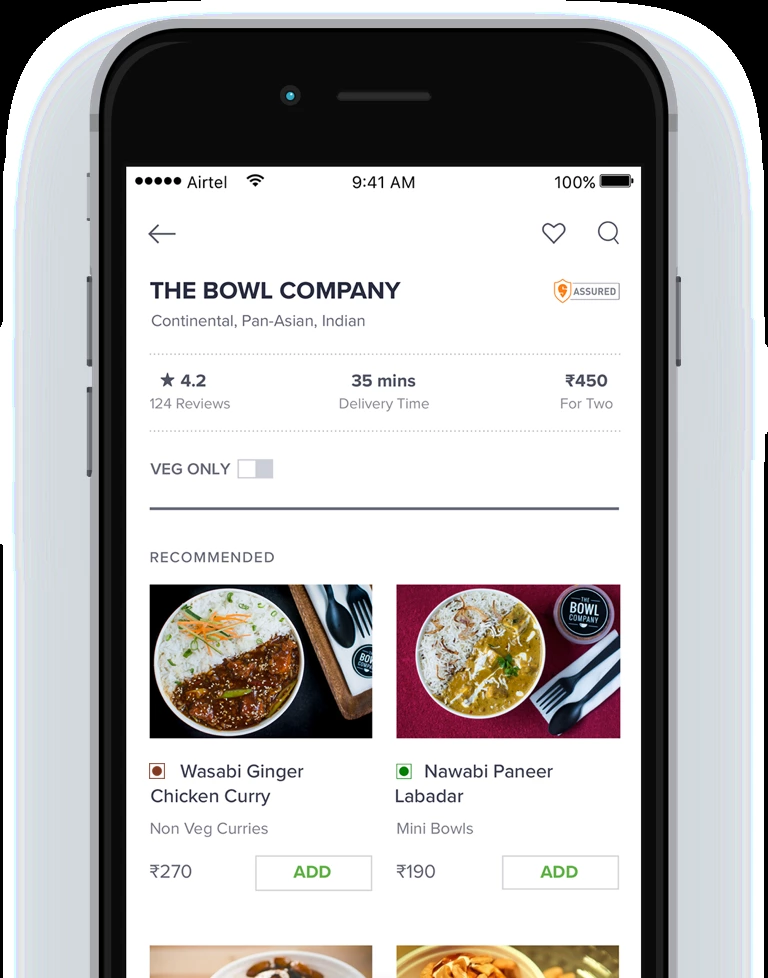 Airtel 9:41 AM 100%
THE BOWL COMPANY
ASSURED
Continental, Pan-Asian, Indian
★ 4.2 35 mins ₹450
124 Reviews Delivery Time For Two
VEG ONLY
RECOMMENDED
THE
BOWL
COMPANY
Wasabi Ginger
Chicken Curry
Non Veg Curries
₹270 ADD
Nawabi Paneer
Labadar
Mini Bowls
₹190 ADD